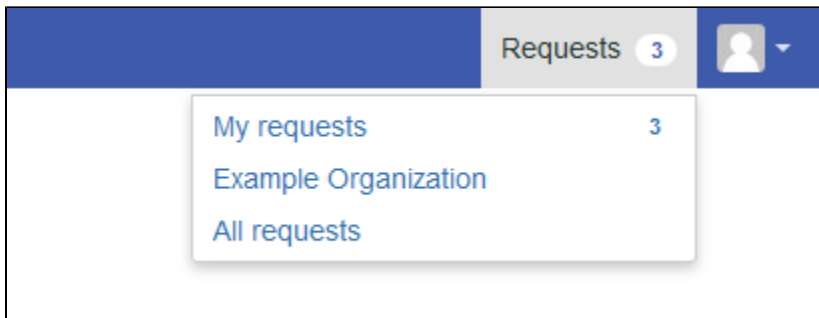 Requests 3
My requests 3
Example Organization
All requests